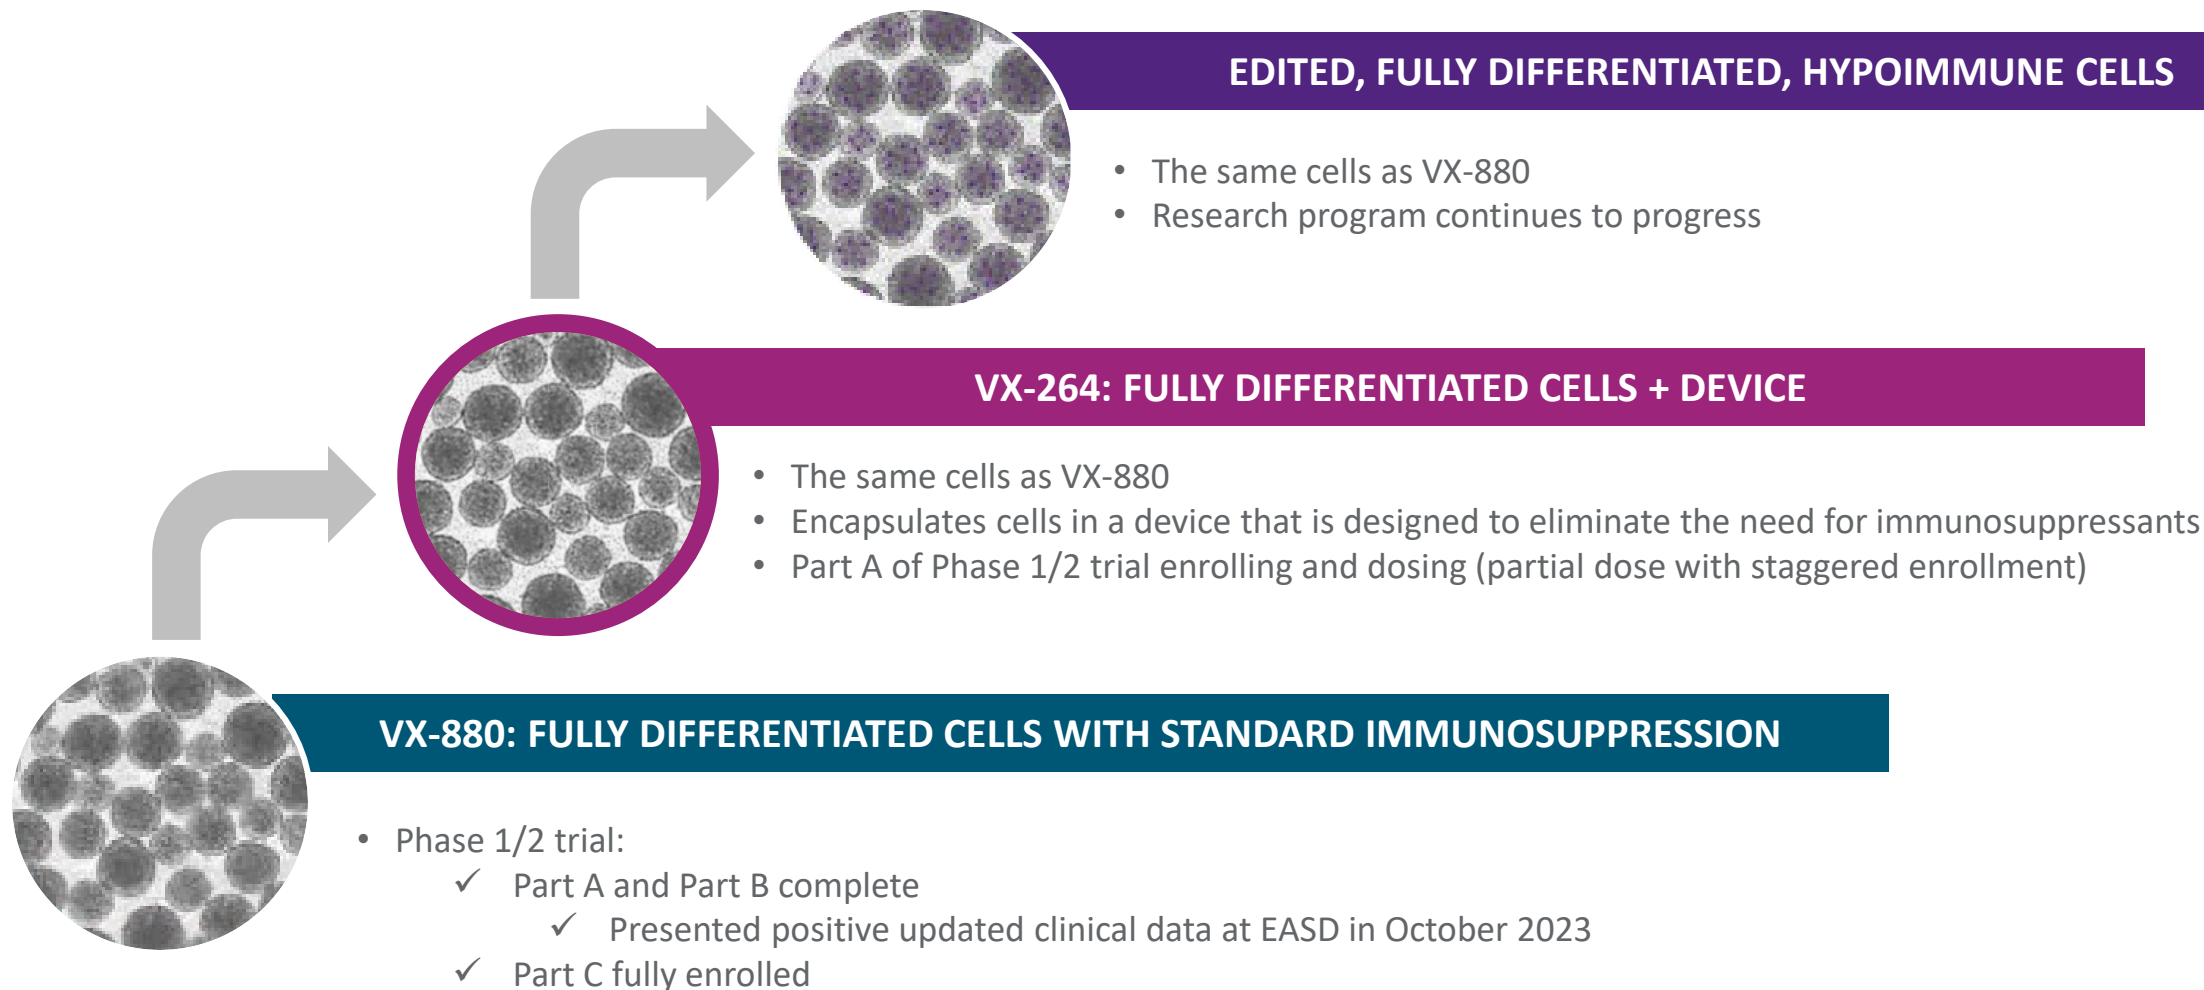 EDITED, FULLY DIFFERENTIATED, HYPOIMMUNE CELLS
• The same cells as VX-880
• Research program continues to progress
VX-264: FULLY DIFFERENTIATED CELLS + DEVICE
• The same cells as VX-880
• Encapsulates cells in a device that is designed to eliminate the need for immunosuppressants
• Part A of Phase 1/2 trial enrolling and dosing (partial dose with staggered enrollment)
VX-880: FULLY DIFFERENTIATED CELLS WITH STANDARD IMMUNOSUPPRESSION
• Phase 1/2 trial:
✓ Part A and Part B complete
✓ Presented positive updated clinical data at EASD in October 2023
✓ Part C fully enrolled